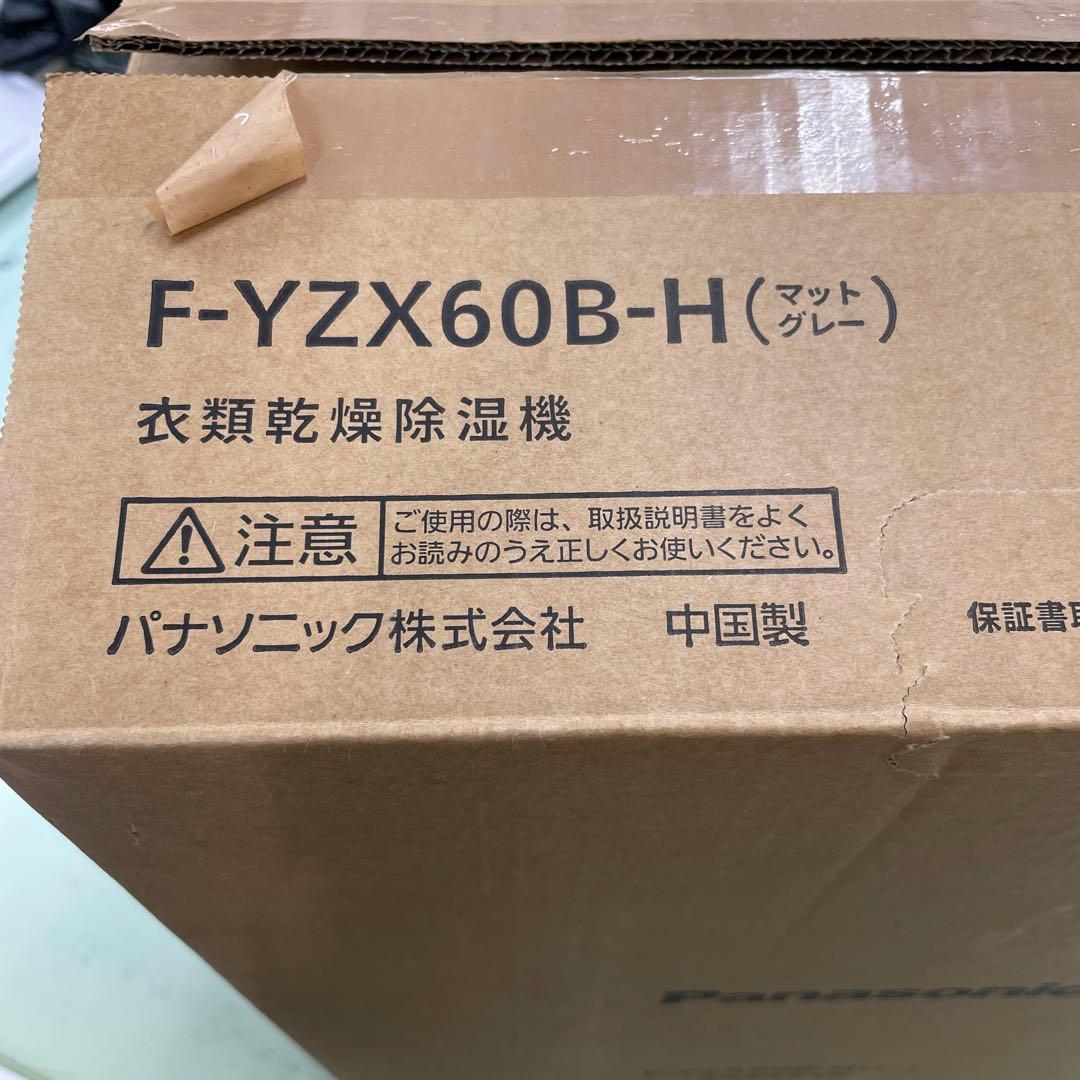 F-YZX60B-H(マットグレー)
衣類乾燥除湿機
注意
ご使用の際は、取扱説明書をよく
お読みのうえ正しくお使いください。
パナソニック株式会社 中国製 保証書
Panasonic